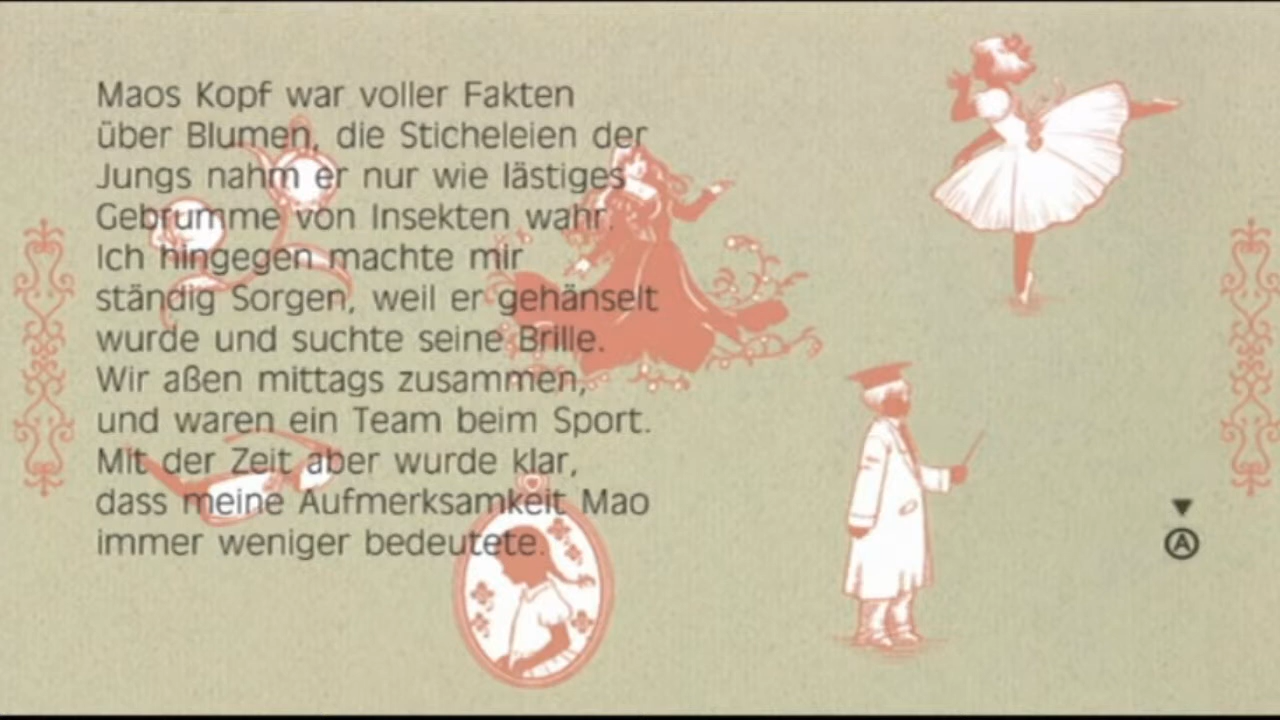 Maos Kopf war voller Fakten
über Blumen, die Sticheleien der
Jungs nahm er nur wie lästiges
Gebrumme von Insekten wahr.
Ich hingegen machte mir
ständig Sorgen, weil er gehänselt
wurde und suchte seine Brille.
Wir aßen mittags zusammen,
und waren ein Team beim Sport.
Mit der Zeit aber wurde klar,
dass meine Aufmerksamkeit Mao
immer weniger bedeutete.
A